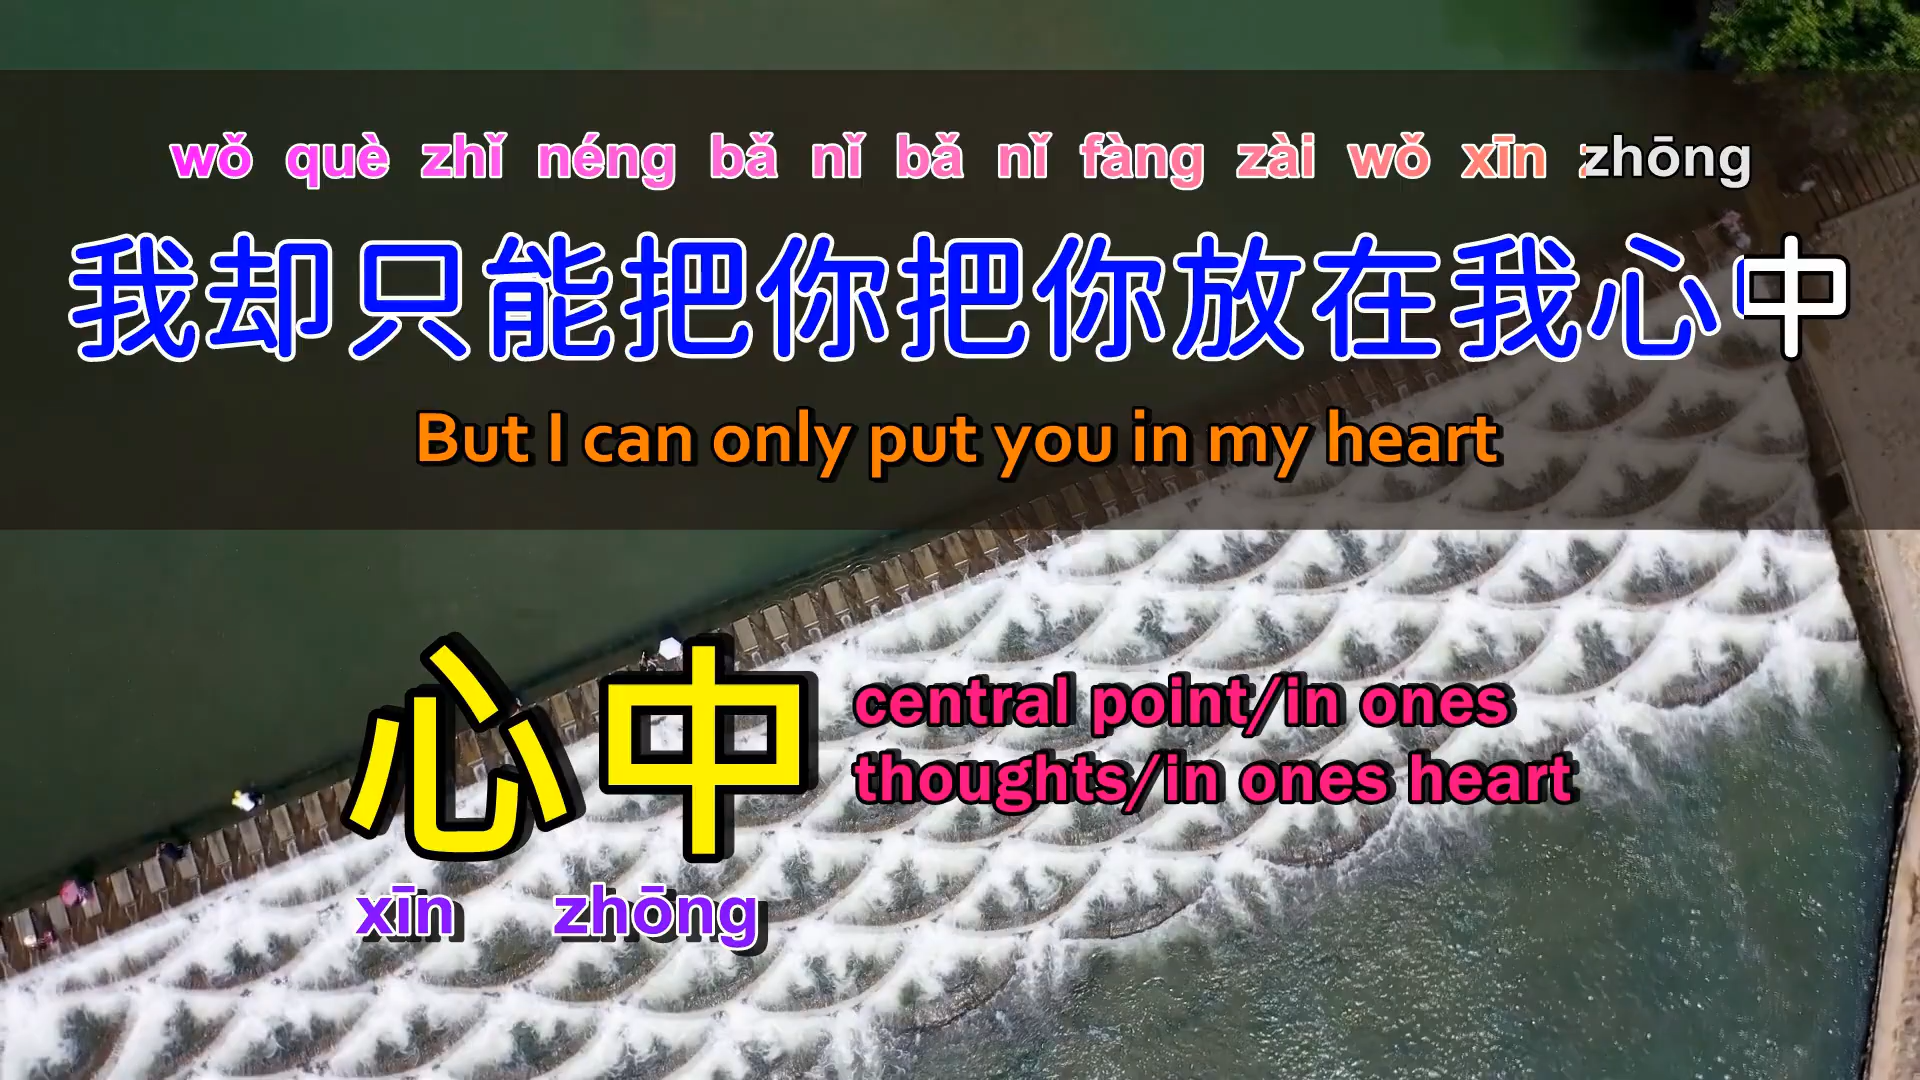 wǒ què zhǐ néng bǎ nǐ bǎ nǐ fàng zài wǒ xīn zhōng
我却只能把你把你放在我心中
But I can only put you in my heart
心中
central point/in ones
thoughts/in ones heart
xīn zhōng